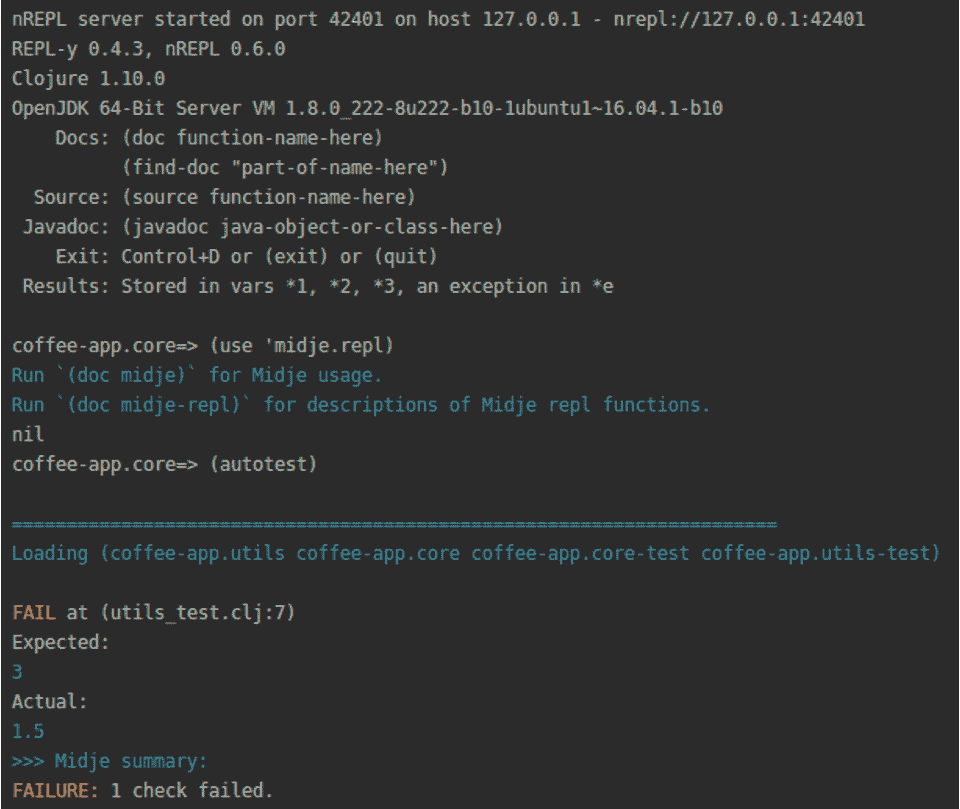 nREPL server started on port 42401 on host 127.0.0.1 - nrepl://127.0.0.1:42401
REPL-y 0.4.3, nREPL 0.6.0
Clojure 1.10.0
OpenJDK 64-Bit Server VM 1.8.0_222-8u222-b10-1ubuntu1~16.04.1-b10
    Docs: (doc function-name-here)
          (find-doc "part-of-name-here")
  Source: (source function-name-here)
 Javadoc: (javadoc java-object-or-class-here)
    Exit: Control+D or (exit) or (quit)
 Results: Stored in vars *1, *2, *3, an exception in *e

coffee-app.core=> (use 'midje.repl)
Run `(doc midje)` for Midje usage.
Run `(doc midje-repl)` for descriptions of Midje repl functions.
nil
coffee-app.core=> (autotest)

======================================================================
Loading (coffee-app.utils coffee-app.core coffee-app.core-test coffee-app.utils-test)

FAIL at (utils_test.clj:7)
Expected:
3
Actual:
1.5
>>> Midje summary:
FAILURE: 1 check failed.